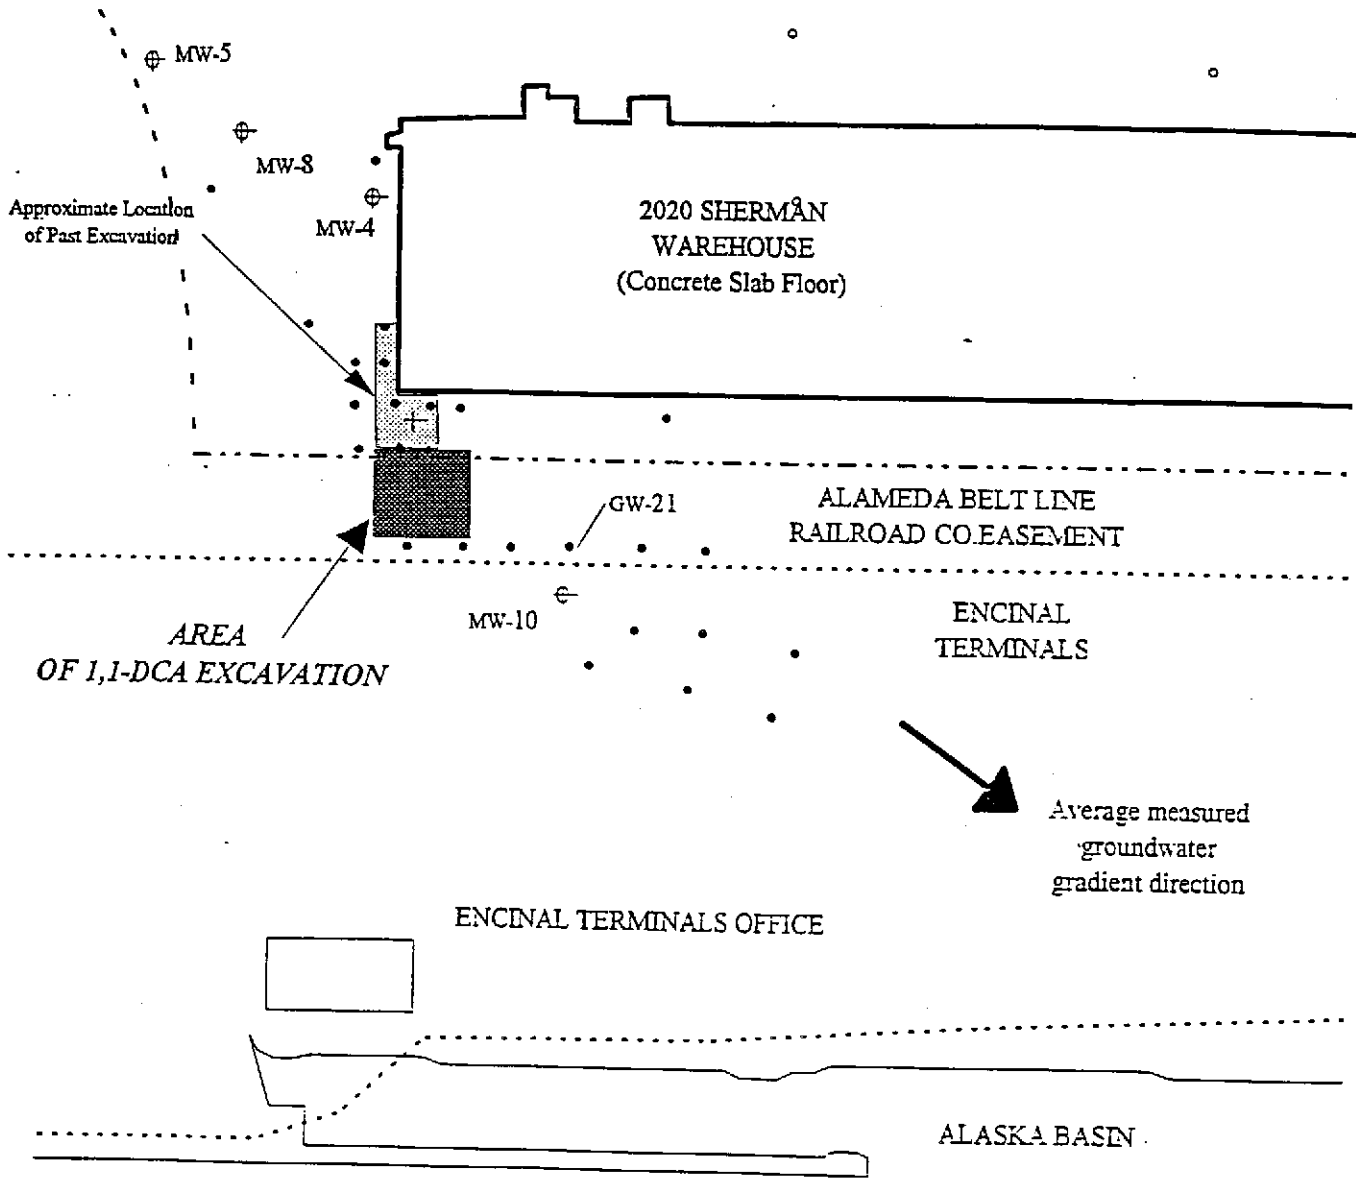 MW-5
MW-8
Approximate Location
of Past Excavation
MW-4
2020 SHERMAN
WAREHOUSE
(Concrete Slab Floor)
GW-21
ALAMEDA BELT LINE
RAILROAD CO.EASEMENT
MW-10
ENCINAL
TERMINALS
AREA
OF 1,1-DCA EXCAVATION
Average measured
groundwater
gradient direction
ENCINAL TERMINALS OFFICE
ALASKA BASIN